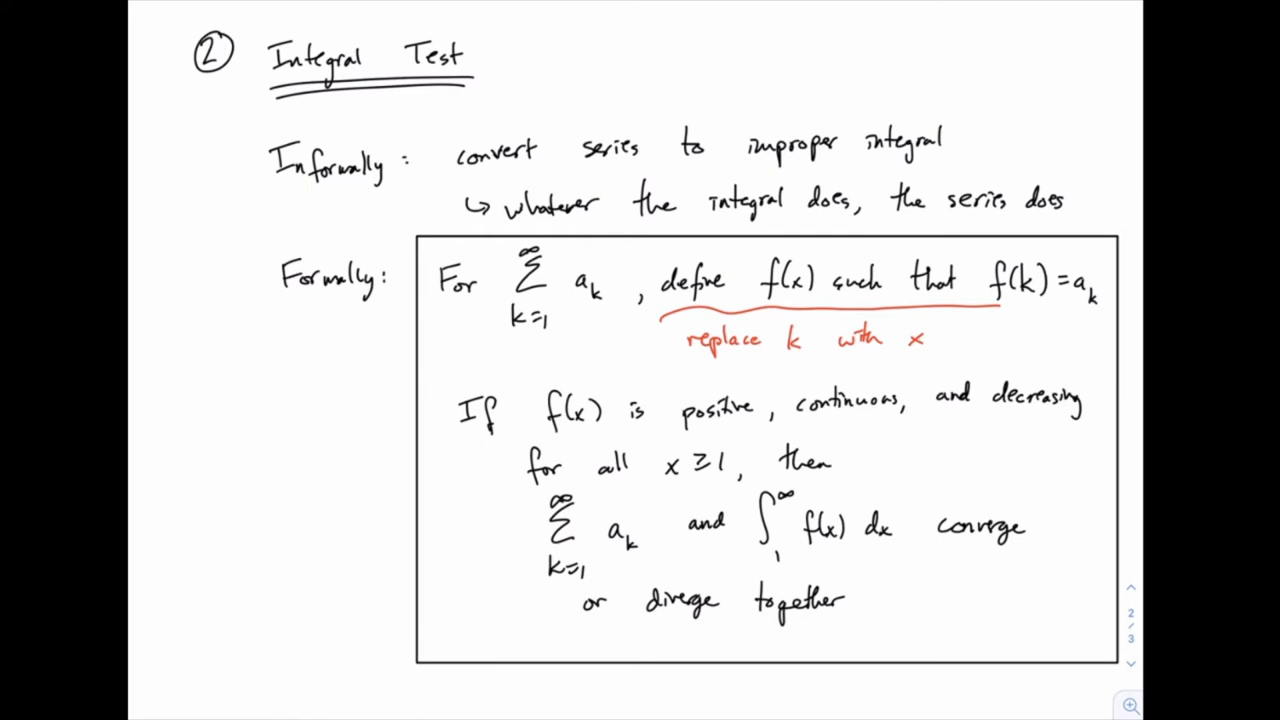 ② Integral Test
Informally: convert series to improper integral
↳ whatever the integral does, the series does
Formally: For ∞ Σ k=1 a_k, define f(x) such that f(k) = a_k
replace k with x
If f(x) is positive, continuous, and decreasing
for all x ≥ 1, then
∞ Σ k=1 a_k and ∫_1^∞ f(x) dx converge
or diverge together
2
/
3